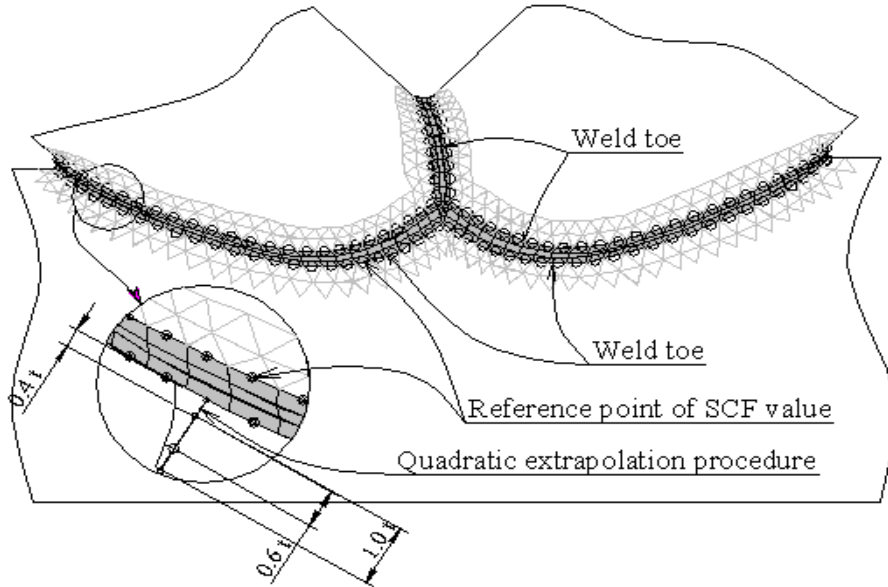 Weld toe
Weld toe
0.4 t
Reference point of SCF value
Quadratic extrapolation procedure
0.6 t
1.0 t